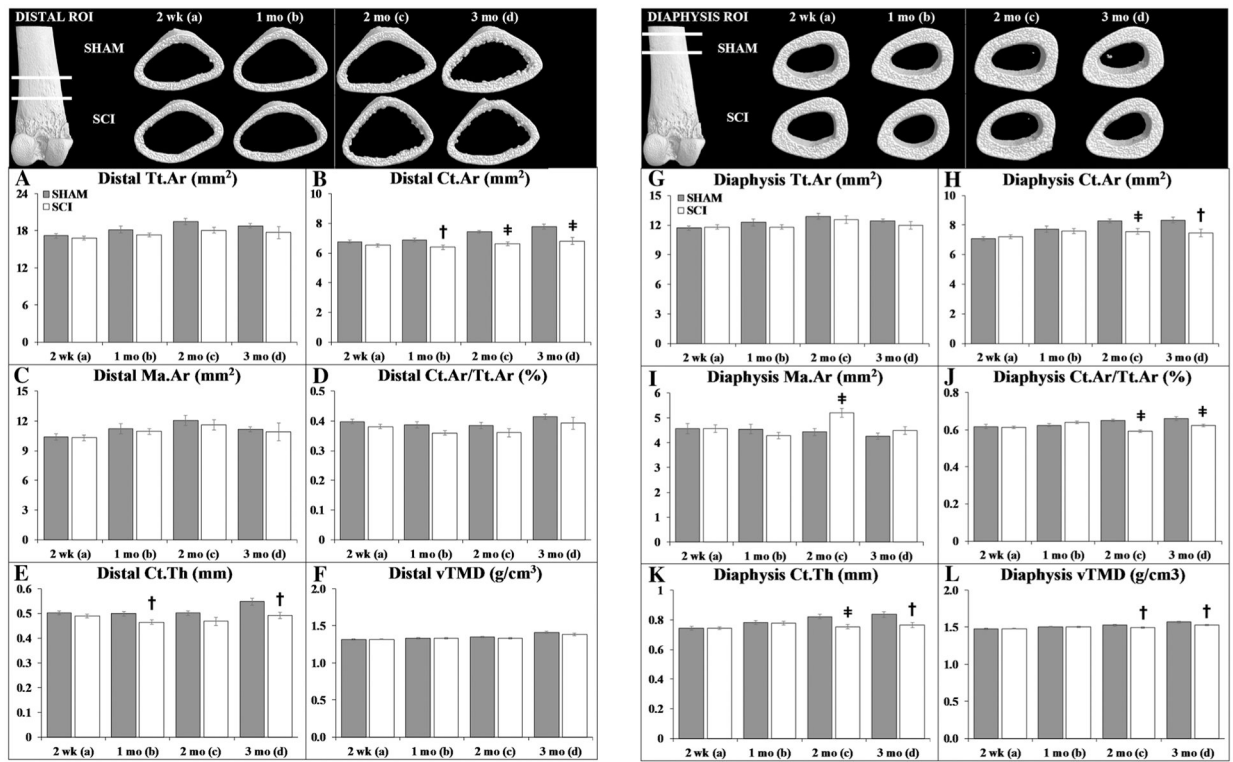 DISTAL ROI 2 wk (a) 1 mo (b) 2 mo (c) 3 mo (d)
SHAM
SCI
A Distal Tt.Ar (mm²)
24
18
12
6
0
SHAM
SCI
2 wk (a) 1 mo (b) 2 mo (c) 3 mo (d)
B Distal Ct.Ar (mm²)
10
8
6
4
2
0
† ǂ ǂ
2 wk (a) 1 mo (b) 2 mo (c) 3 mo (d)
C Distal Ma.Ar (mm²)
15
12
9
6
3
0
2 wk (a) 1 mo (b) 2 mo (c) 3 mo (d)
D Distal Ct.Ar/Tt.Ar (%)
0.5
0.4
0.3
0.2
0.1
0
2 wk (a) 1 mo (b) 2 mo (c) 3 mo (d)
E Distal Ct.Th (mm)
0.6
0.5
0.4
0.3
0.2
0.1
0
† †
2 wk (a) 1 mo (b) 2 mo (c) 3 mo (d)
F Distal vTMD (g/cm³)
2.0
1.5
1.0
0.5
0.0
2 wk (a) 1 mo (b) 2 mo (c) 3 mo (d)
DIAPHYSIS ROI 2 wk (a) 1 mo (b) 2 mo (c) 3 mo (d)
SHAM
SCI
G Diaphysis Tt.Ar (mm²)
15
12
9
6
3
0
SHAM
SCI
2 wk (a) 1 mo (b) 2 mo (c) 3 mo (d)
H Diaphysis Ct.Ar (mm²)
10
8
6
4
2
0
ǂ †
2 wk (a) 1 mo (b) 2 mo (c) 3 mo (d)
I Diaphysis Ma.Ar (mm²)
6
5
4
3
2
1
0
ǂ
2 wk (a) 1 mo (b) 2 mo (c) 3 mo (d)
J Diaphysis Ct.Ar/Tt.Ar (%)
0.8
0.6
0.4
0.2
0
ǂ ǂ
2 wk (a) 1 mo (b) 2 mo (c) 3 mo (d)
K Diaphysis Ct.Th (mm)
1
0.8
0.6
0.4
0.2
0
ǂ †
2 wk (a) 1 mo (b) 2 mo (c) 3 mo (d)
L Diaphysis vTMD (g/cm3)
2.0
1.5
1.0
0.5
0.0
† †
2 wk (a) 1 mo (b) 2 mo (c) 3 mo (d)